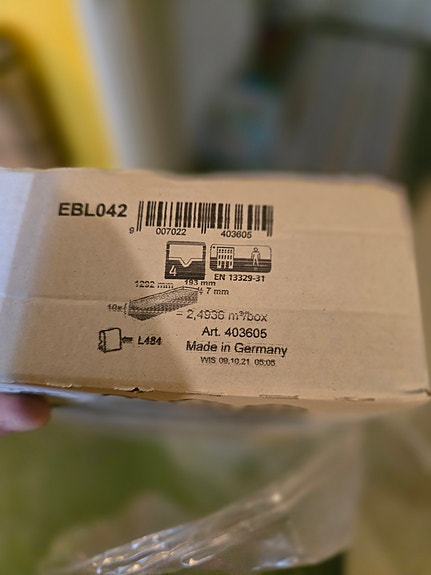 EBL042
9 007022 403605
4
EN 13329-31
1292 mm 193 mm
7 mm
10x
= 2,4936 m²/box
L484
Art. 403605
Made in Germany
WIS 09.10.21 05:05